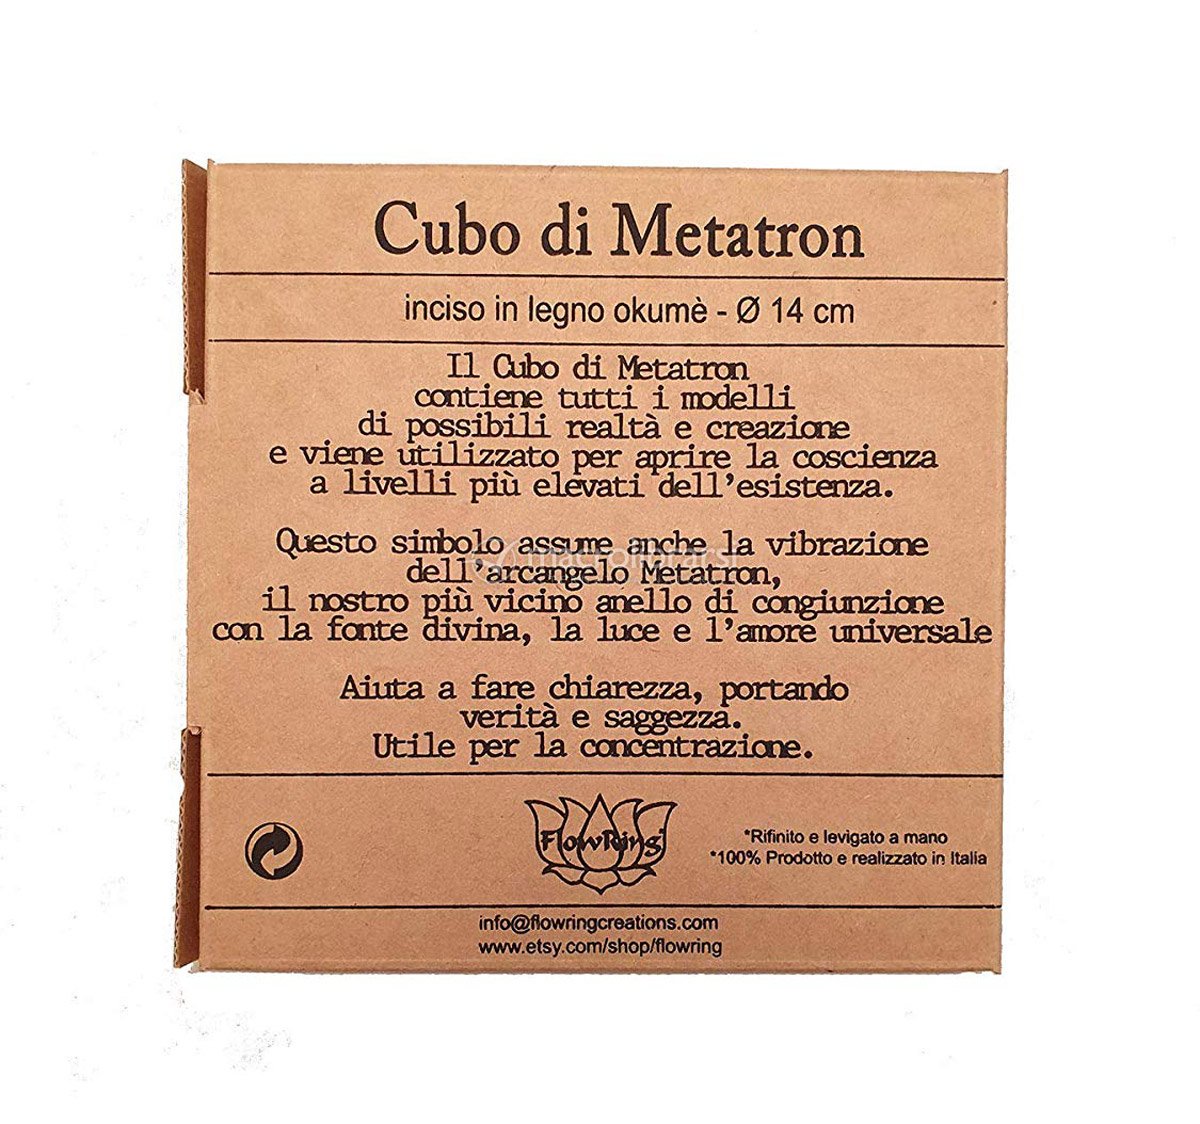 Cubo di Metatron
inciso in legno okumè - Ø 14 cm
Il Cubo di Metatron
contiene tutti i modelli
di possibili realtà e creazione
e viene utilizzato per aprire la coscienza
a livelli più elevati dell'esistenza.
Questo simbolo assume anche la vibrazione
macrolibrarsi
dell'arcangelo Metatron,
il nostro più vicino anello di congiunzione
con la fonte divina, la luce e l'amore universale
Aiuta a fare chiarezza, portando
verità e saggezza.
Utile per la concentrazione.
FlowRing
*Rifinito e levigato a mano
*100% Prodotto e realizzato in Italia
info@flowringcreations.com
www.etsy.com/shop/flowring